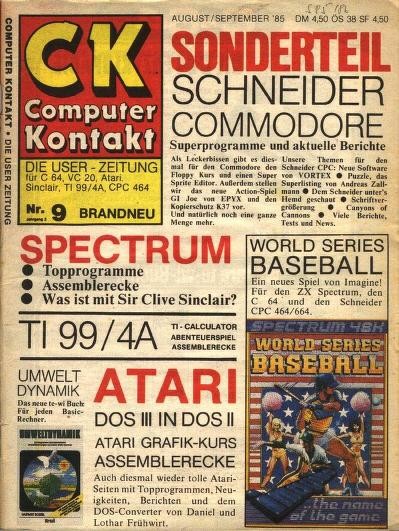 COMPUTER KONTAKT • DIE USER ZEITUNG
AUGUST/SEPTEMBER '85 DM 4,50 ÖS 38 SF 4,50
CK
Computer
Kontakt
DIE USER-ZEITUNG
für C 64, VC 20, Atari.
Sinclair, TI 99/4A, CPC 464
Nr. 9 BRANDNEU
Jahrgang 2
SONDERTEIL
SCHNEIDER
COMMODORE
Superprogramme und aktuelle Berichte
Als Leckerbissen gibt es dies-
mal für den Commodore den
Floppy Kurs und einen Super
Sprite Editor. Außerdem stellen
wir das neue Action-Spiel
GI Joe von EPYX und den
Kopierschutz K37 vor.
Und natürlich noch eine ganze
Menge mehr.
Unsere Themen für den
Schneider CPC: Neue Software
von VORTEX • Puzzle, das
Superlisting von Andreas Zall-
mann • Dem Schneider unter's
Hemd geschaut • Schriftver-
größerung • Canyons of
Cannons • Viele Berichte,
Tests und News.
SPECTRUM
● Topprogramme
● Assemblerecke
● Was ist mit Sir Clive Sinclair?
WORLD SERIES
BASEBALL
Ein neues Spiel von Imagine!
Für den ZX Spectrum, den
C 64 und den Schneider
CPC 464/664.
TI 99/4A
TI-CALCULATOR
ABENTEUERSPIEL
ASSEMBLERECKE
SPECTRUM 48K
WORLD SERIES
BASEBALL
...the name
of the game
UMWELT
DYNAMIK
Das neue te-wi Buch
Für jeden Basic-
Rechner.
UMWELTDYNAMIK
ATARI
DOS III IN DOS II
ATARI GRAFIK-KURS
ASSEMBLERECKE
Auch diesmal wieder tolle Atari-
Seiten mit Topprogrammen, Neu-
igkeiten, Berichten und dem
DOS-Converter von Daniel und
Lothar Frühwirt.